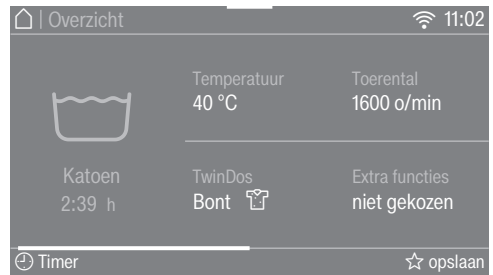 Overzicht 11:02
Temperatuur
40 °C
Toerental
1600 o/min
Katoen
2:39 h
TwinDos
Bont
Extra functies
niet gekozen
Timer
opslaan